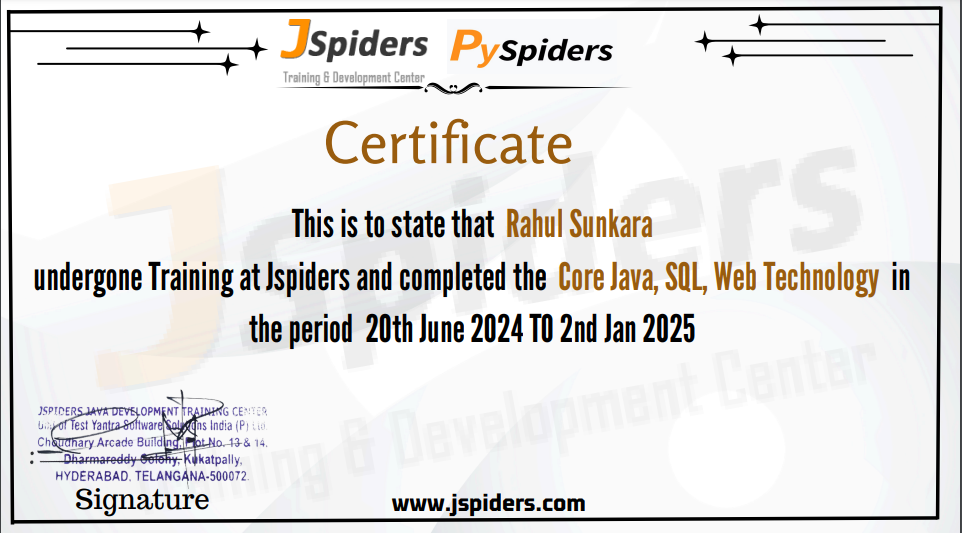 JSpiders
Training & Development Center
PySpiders
Certificate
This is to state that Rahul Sunkara
undergone Training at Jspiders and completed the Core Java, SQL, Web Technology in
the period 20th June 2024 TO 2nd Jan 2025
JSPIDERS JAVA DEVELOPMENT TRAINING CENTER
Unit of Test Yantra Software Solutions India (P) Ltd.
Choudhary Arcade Building, Plot No. 13 & 14,
Dharmareddy Colony, Kukatpally,
HYDERABAD, TELANGANA-500072.
Signature
www.jspiders.com
Jspiders
Training & Development Center